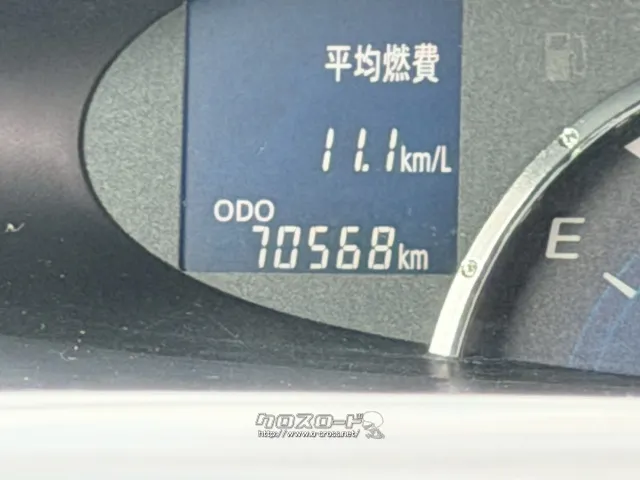 平均燃費
11.1km/L
ODO
70568km
E
クロスロード
http://www.o-cross.net/